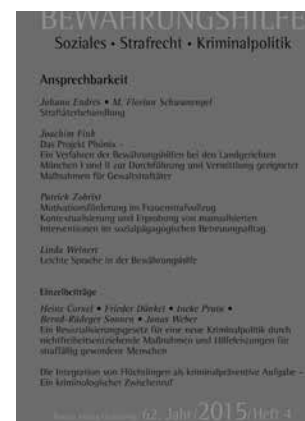 BEWÄHRUNGSHILFE
Soziales • Strafrecht • Kriminalpolitik
Ansprechbarkeit
Johann Endres • M. Florian Schwanengel
Straftäterbehandlung
Joachim Fink
Das Projekt Phönix –
Ein Verfahren der Bewährungshilfen bei den Landgerichten
München I und II zur Durchführung und Vermittlung geeigneter
Maßnahmen für Gewaltstraftäter
Patrick Zobrist
Motivationsförderung im Frauenstrafvollzug
Kontextualisierung und Erprobung von manualisierten
Interventionen im sozialpädagogischen Betreuungsalltag
Linda Weinert
Leichte Sprache in der Bewährungshilfe
Einzelbeiträge
Heinz Cornel • Frieder Dünkel • Ineke Pruin •
Bernd-Rüdeger Sonnen • Jonas Weber
Ein Resozialisierungsgesetz für eine neue Kriminalpolitik durch
nichtfreiheitsentziehende Maßnahmen und Hilfeleistungen für
straffällig gewordene Menschen
Die Integration von Flüchtlingen als kriminalpräventive Aufgabe –
Ein kriminologischer Zwischenruf
62. Jahr/2015/Heft 4